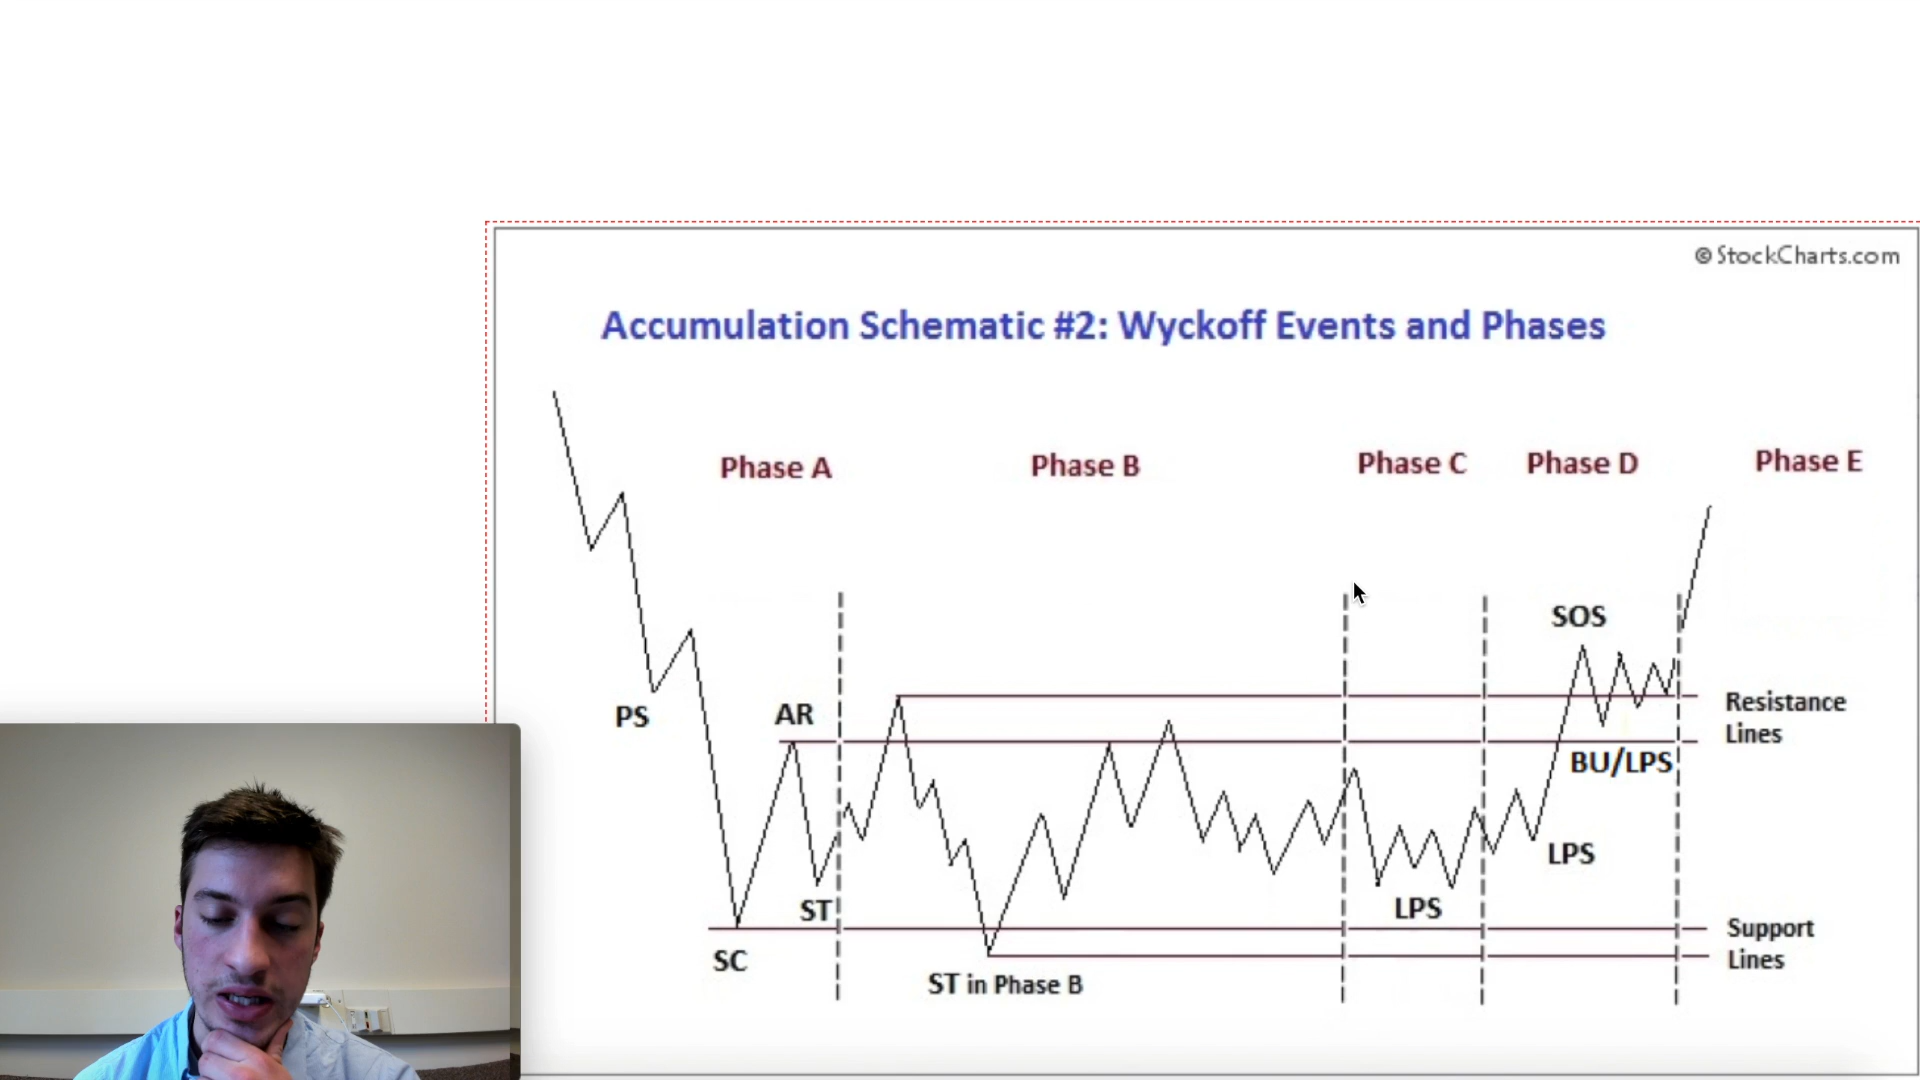 © StockCharts.com
Accumulation Schematic #2: Wyckoff Events and Phases
Phase A
Phase B
Phase C
Phase D
Phase E
SOS
PS
AR
Resistance
Lines
BU/LPS
LPS
ST
LPS
Support
Lines
SC
ST in Phase B